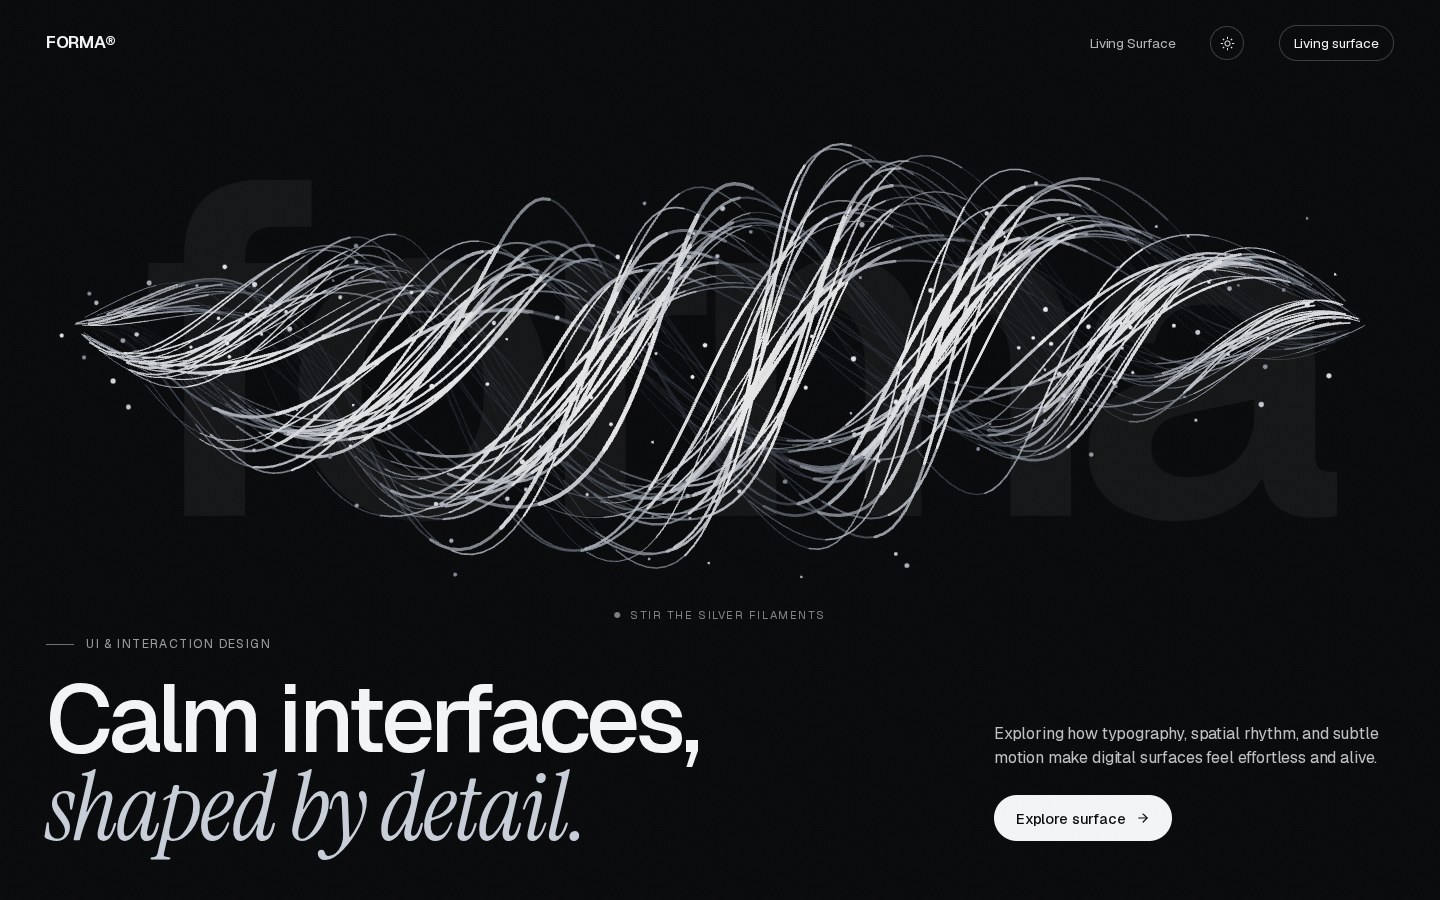 FORMA®
Living Surface
Living surface
forma
STIR THE SILVER FILAMENTS
UI & INTERACTION DESIGN
Calm interfaces,
shaped by detail.
Exploring how typography, spatial rhythm, and subtle
motion make digital surfaces feel effortless and alive.
Explore surface →